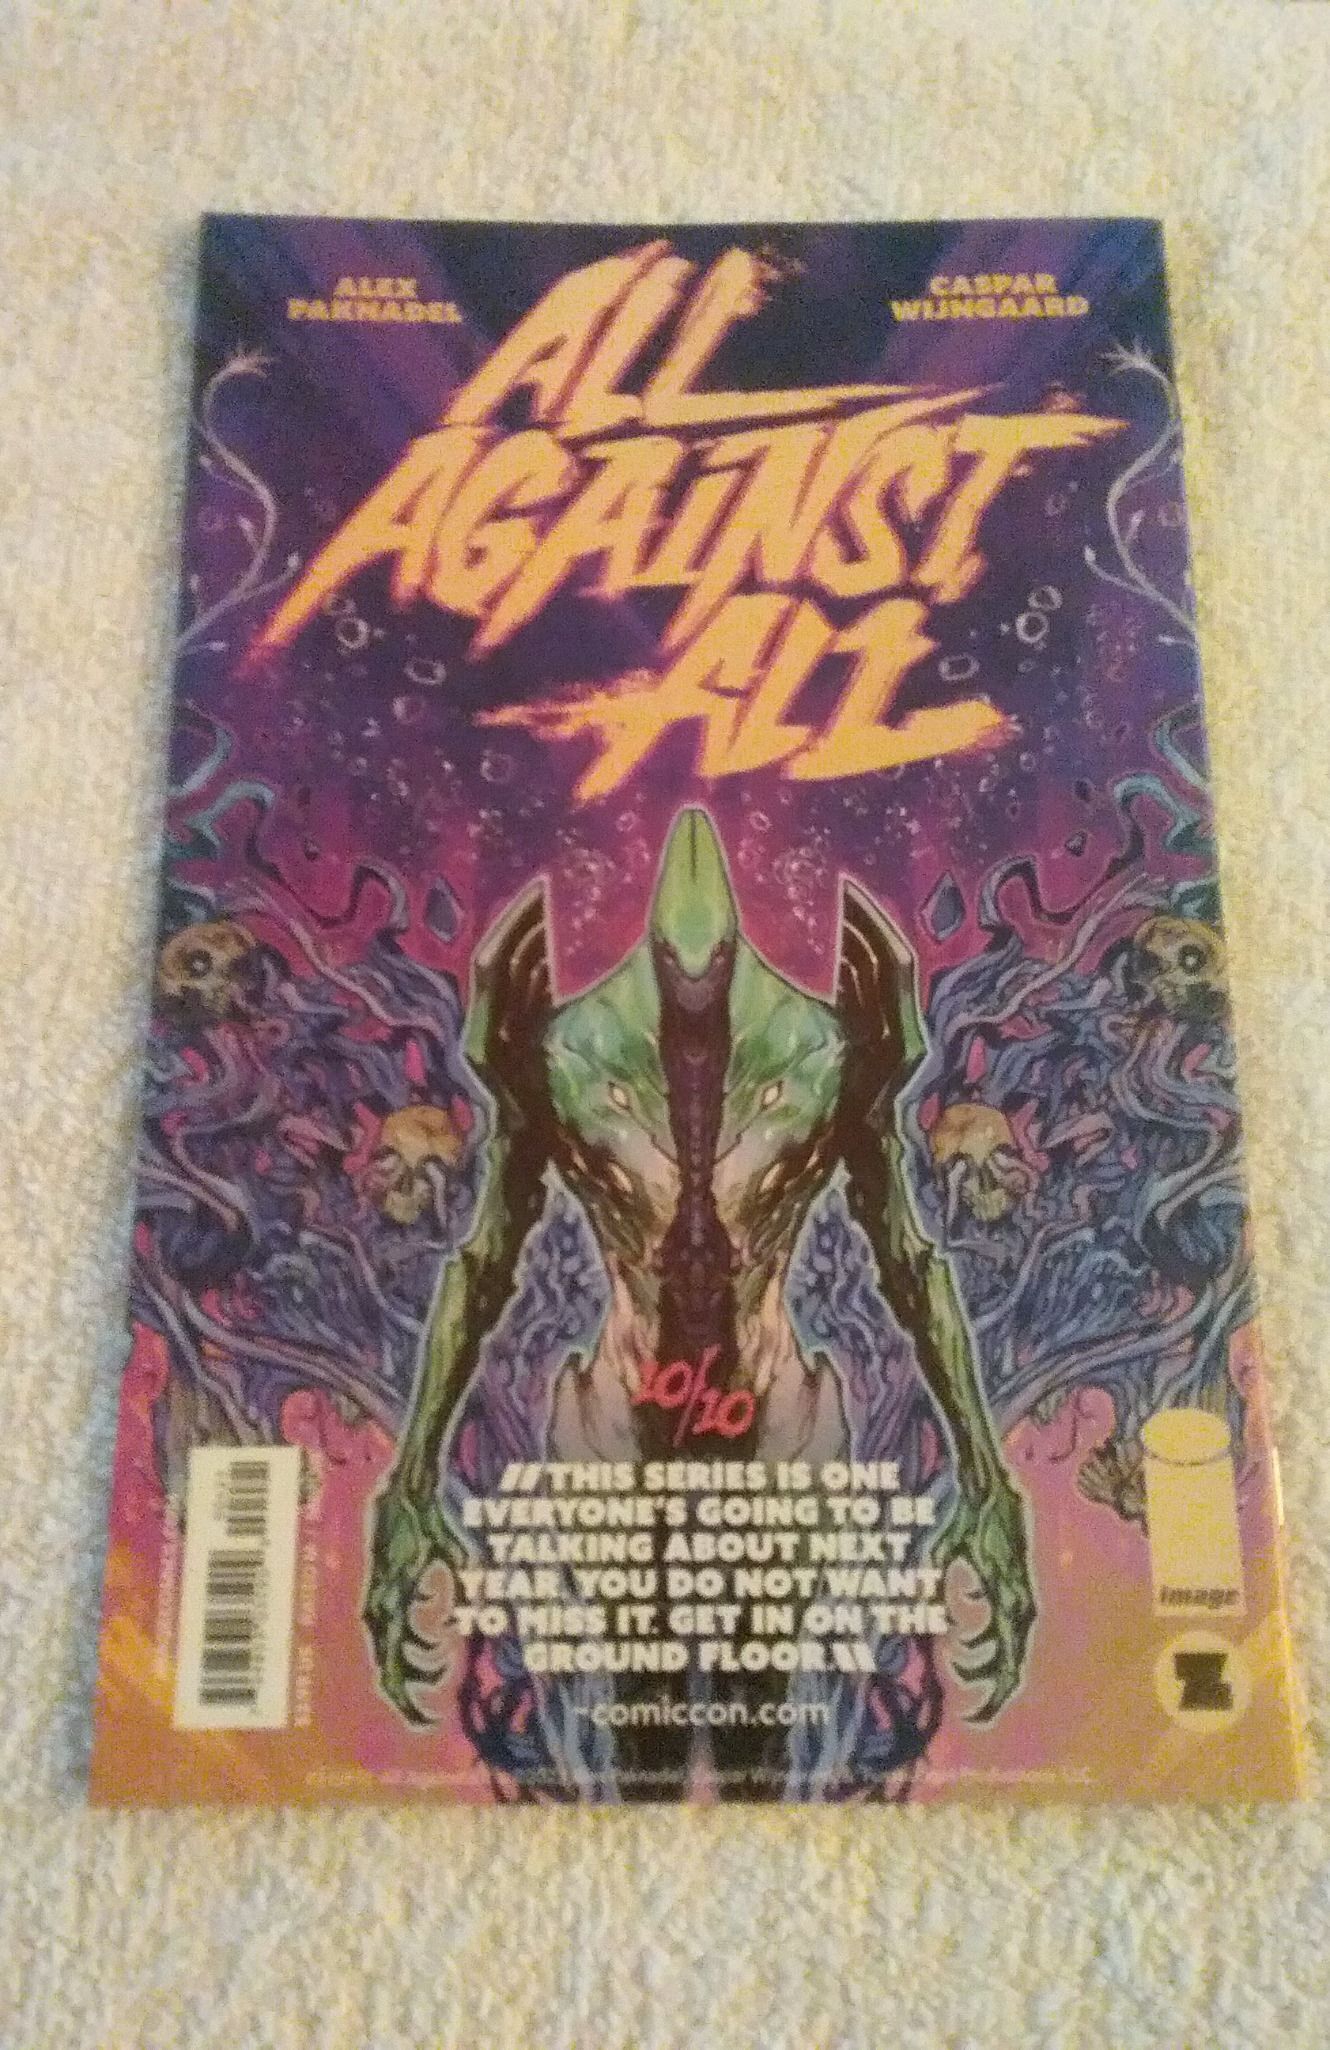 ALEX
PAKNADEL
CASPAR
WIJNGAARD
ALL
AGAINST
ALL
10/10
"THIS SERIES IS ONE
EVERYONE'S GOING TO BE
TALKING ABOUT NEXT
YEAR. YOU DO NOT WANT
TO MISS IT. GET IN ON THE
GROUND FLOOR."
~comiccon.com
image